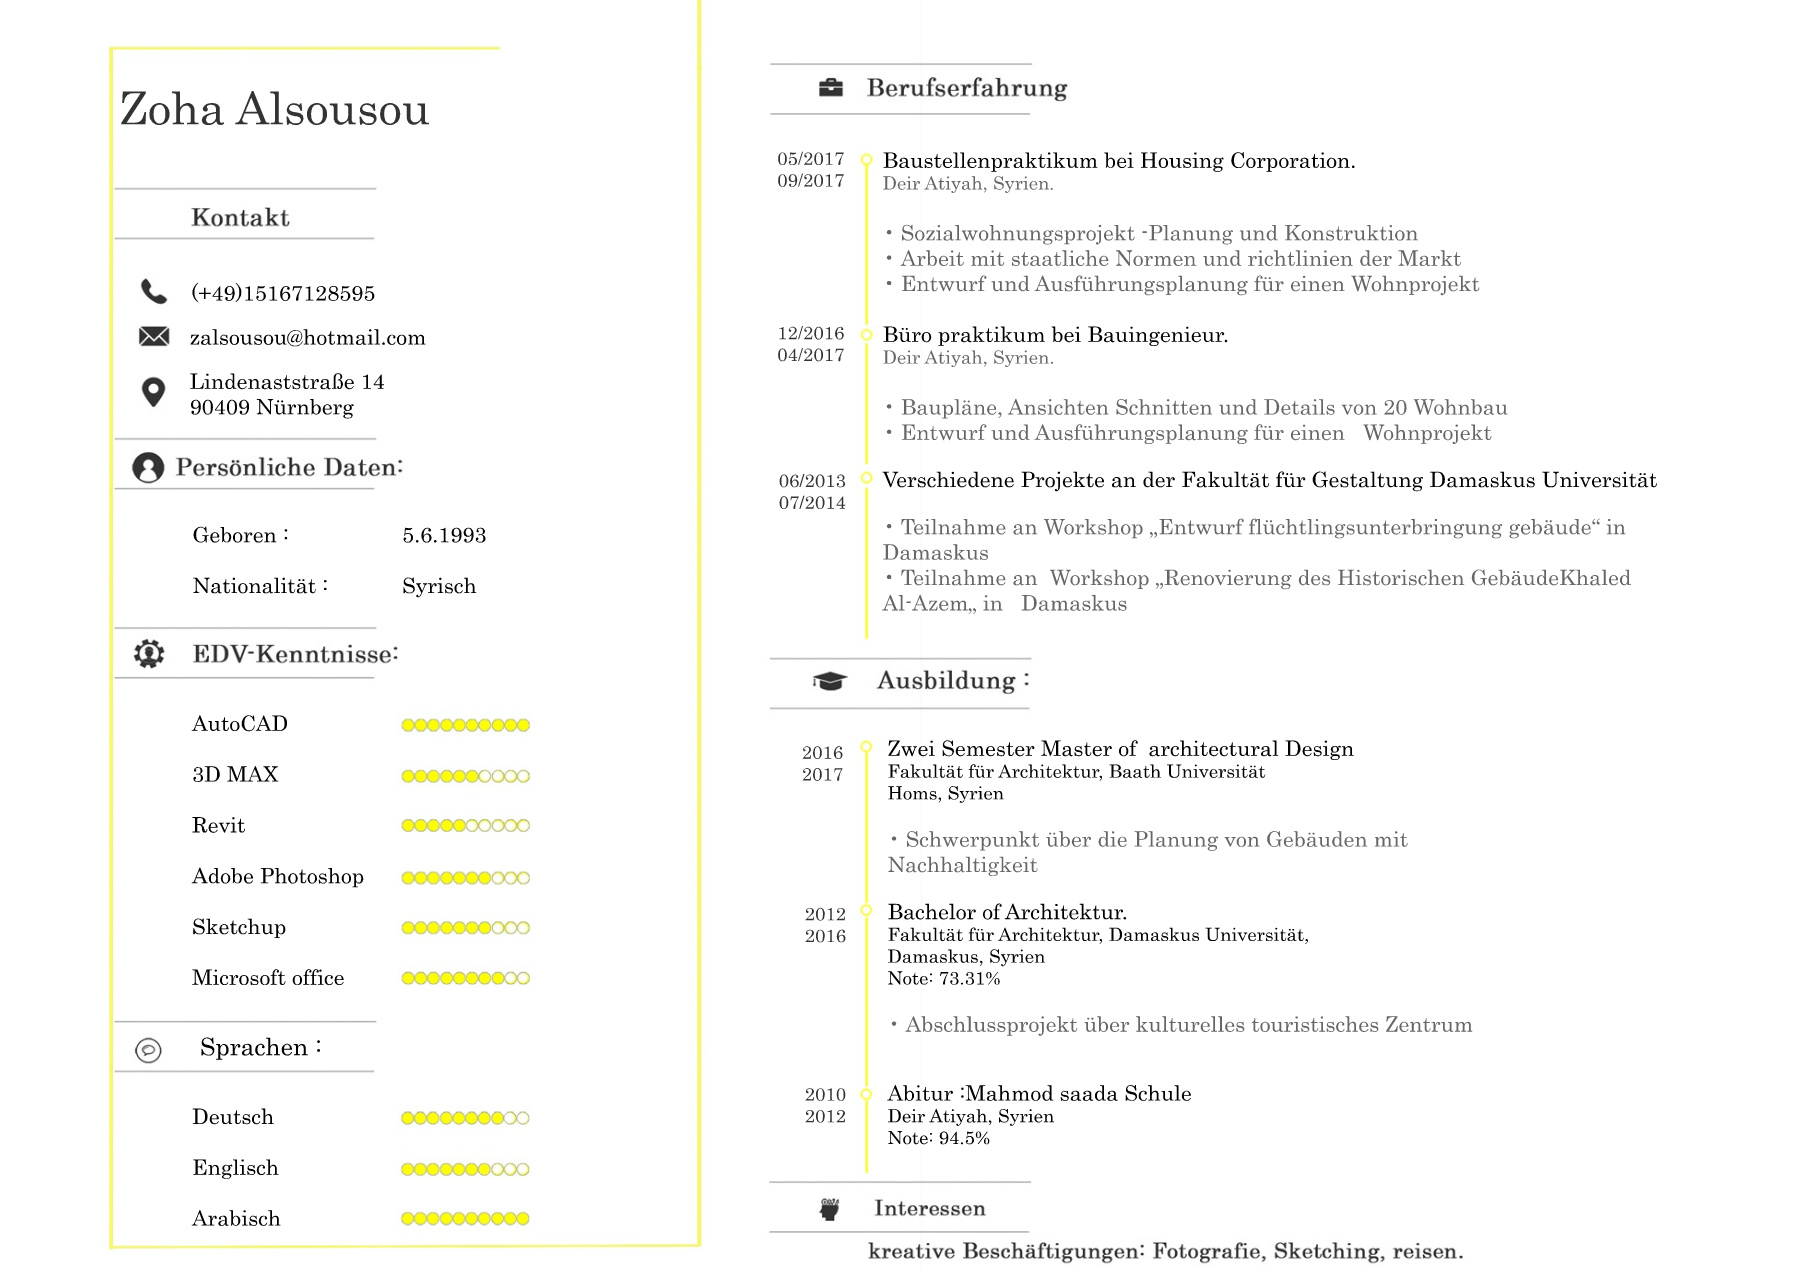 Zoha Alsousou
Kontakt
(+49)15167128595
zalsousou@hotmail.com
Lindenaststraße 14
90409 Nürnberg
Persönliche Daten:
Geboren : 5.6.1993
Nationalität : Syrisch
EDV-Kenntnisse:
AutoCAD
3D MAX
Revit
Adobe Photoshop
Sketchup
Microsoft office
Sprachen :
Deutsch
Englisch
Arabisch
Berufserfahrung
05/2017 Baustellenpraktikum bei Housing Corporation.
09/2017 Deir Atiyah, Syrien.
• Sozialwohnungsprojekt -Planung und Konstruktion
• Arbeit mit staatliche Normen und richtlinien der Markt
• Entwurf und Ausführungsplanung für einen Wohnprojekt
12/2016 Büro praktikum bei Bauingenieur.
04/2017 Deir Atiyah, Syrien.
• Baupläne, Ansichten Schnitten und Details von 20 Wohnbau
• Entwurf und Ausführungsplanung für einen Wohnprojekt
06/2013 Verschiedene Projekte an der Fakultät für Gestaltung Damaskus Universität
07/2014
• Teilnahme an Workshop „Entwurf flüchtlingsunterbringung gebäude“ in
Damaskus
• Teilnahme an Workshop „Renovierung des Historischen GebäudeKhaled
Al-Azem„ in Damaskus
Ausbildung :
2016 Zwei Semester Master of architectural Design
2017 Fakultät für Architektur, Baath Universität
Homs, Syrien
• Schwerpunkt über die Planung von Gebäuden mit
Nachhaltigkeit
2012 Bachelor of Architektur.
2016 Fakultät für Architektur, Damaskus Universität,
Damaskus, Syrien
Note: 73.31%
• Abschlussprojekt über kulturelles touristisches Zentrum
2010 Abitur :Mahmod saada Schule
2012 Deir Atiyah, Syrien
Note: 94.5%
Interessen
kreative Beschäftigungen: Fotografie, Sketching, reisen.